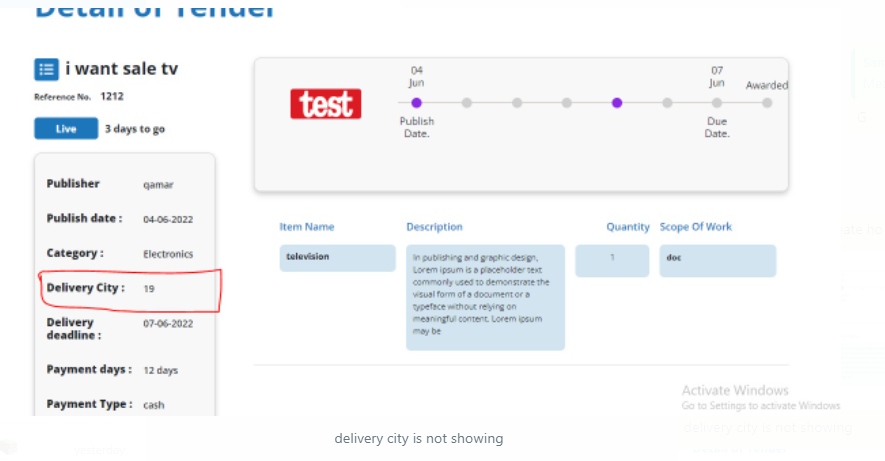 Detail of Tender
i want sale tv
Reference No. 1212
Live 3 days to go
Publisher qamar
Publish date : 04-06-2022
Category : Electronics
Delivery City : 19
Delivery deadline : 07-06-2022
Payment days : 12 days
Payment Type : cash
test
04
Jun
Publish
Date.
07
Jun
Due
Date.
Awarded
Item Name Description Quantity Scope Of Work
television
In publishing and graphic design,
Lorem ipsum is a placeholder text
commonly used to demonstrate the
visual form of a document or a
typeface without relying on
meaningful content. Lorem ipsum
may be
1
doc
Activate Windows
Go to Settings to activate Windows
delivery city is not showing
delivery city is not showing